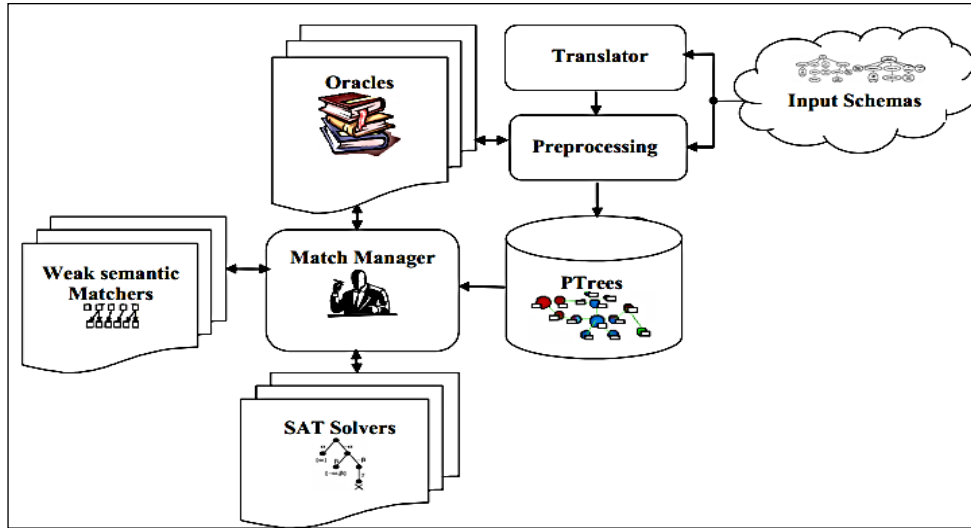 Translator
Oracles
Input Schemas
Preprocessing
Match Manager
Weak semantic
Matchers
PTrees
SAT Solvers